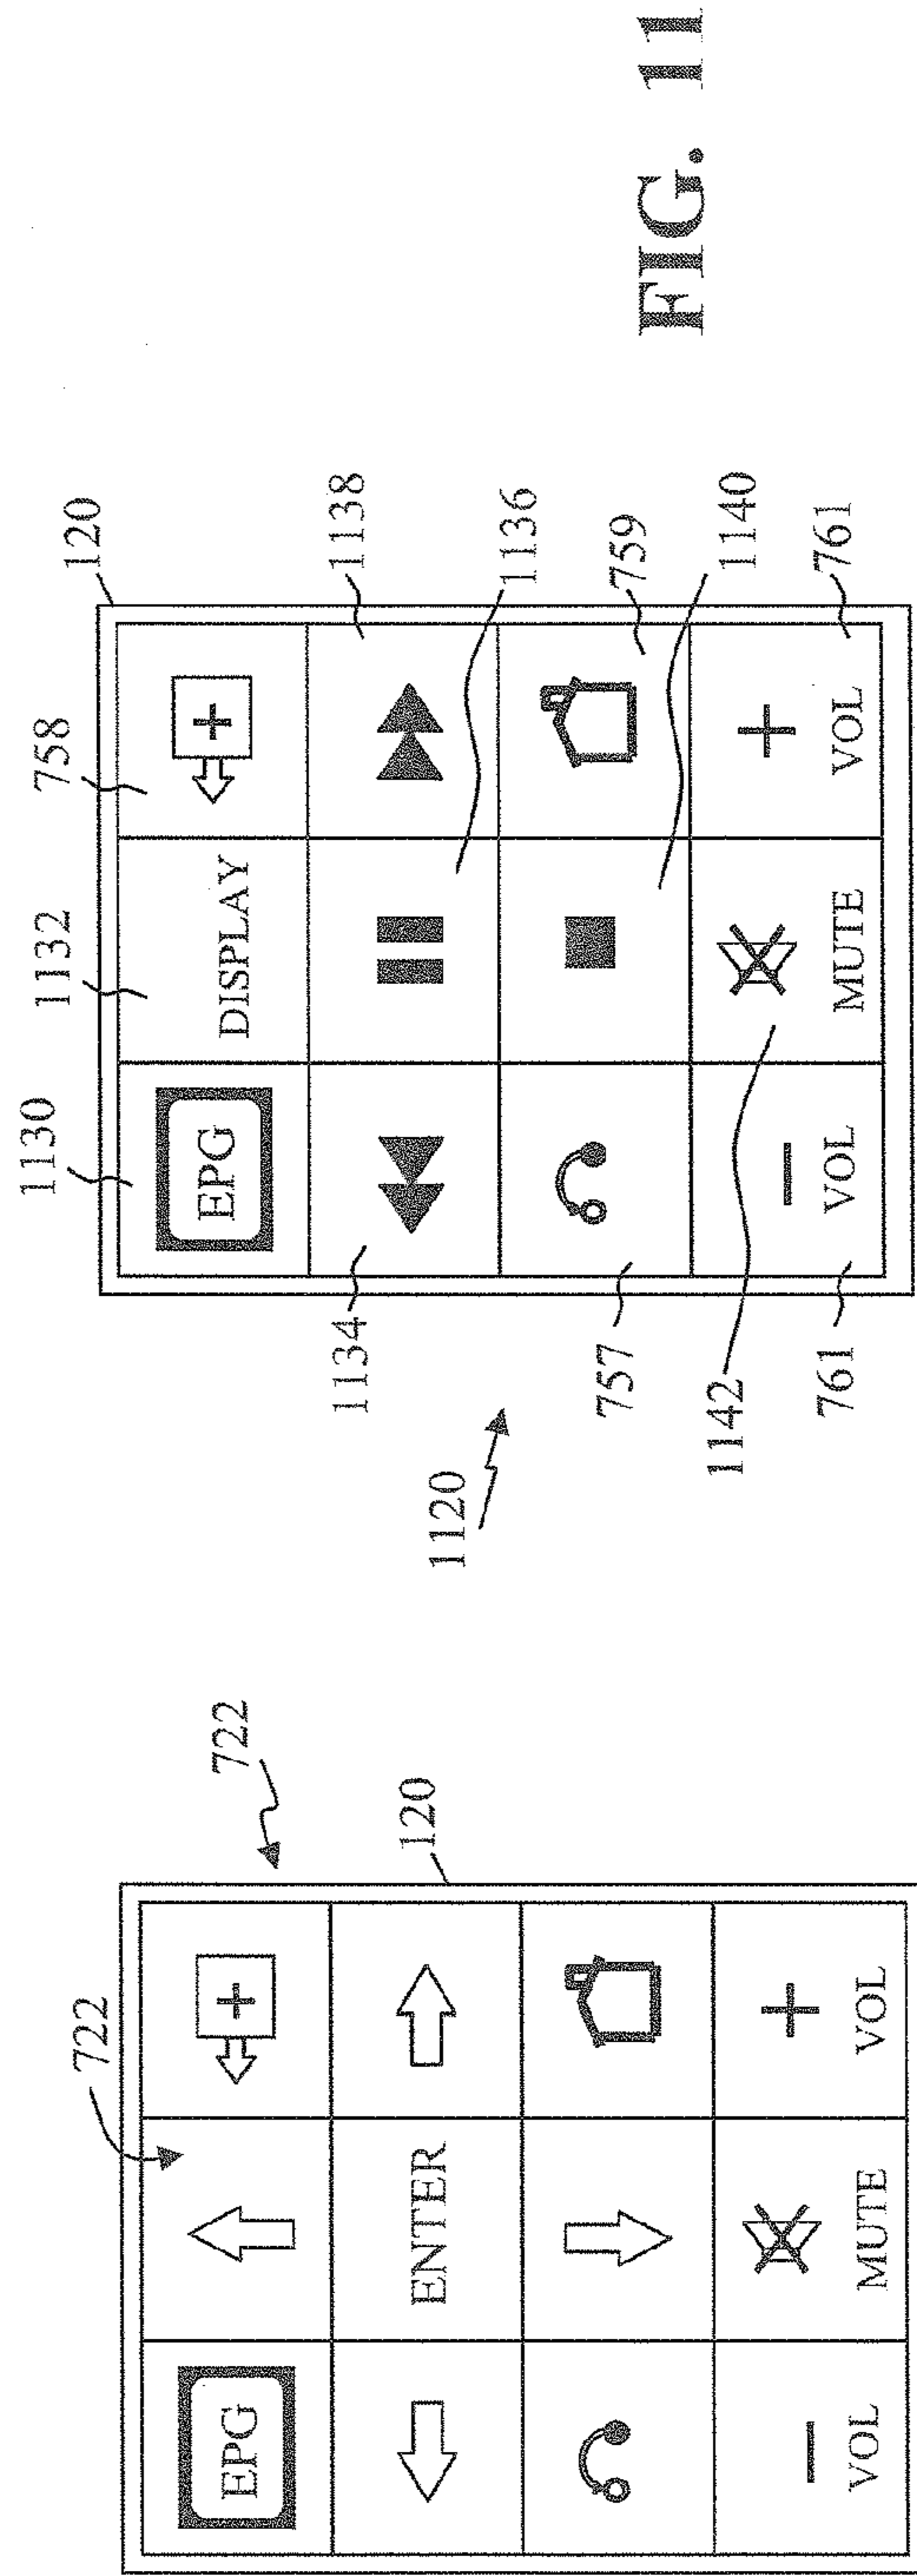 722
722
EPG
120
ENTER
VOL
MUTE
VOL
1130
1132
758
120
EPG
DISPLAY
1134
1138
1120
1136
757
759
1142
1140
761
VOL
MUTE
VOL
761
FIG. 11